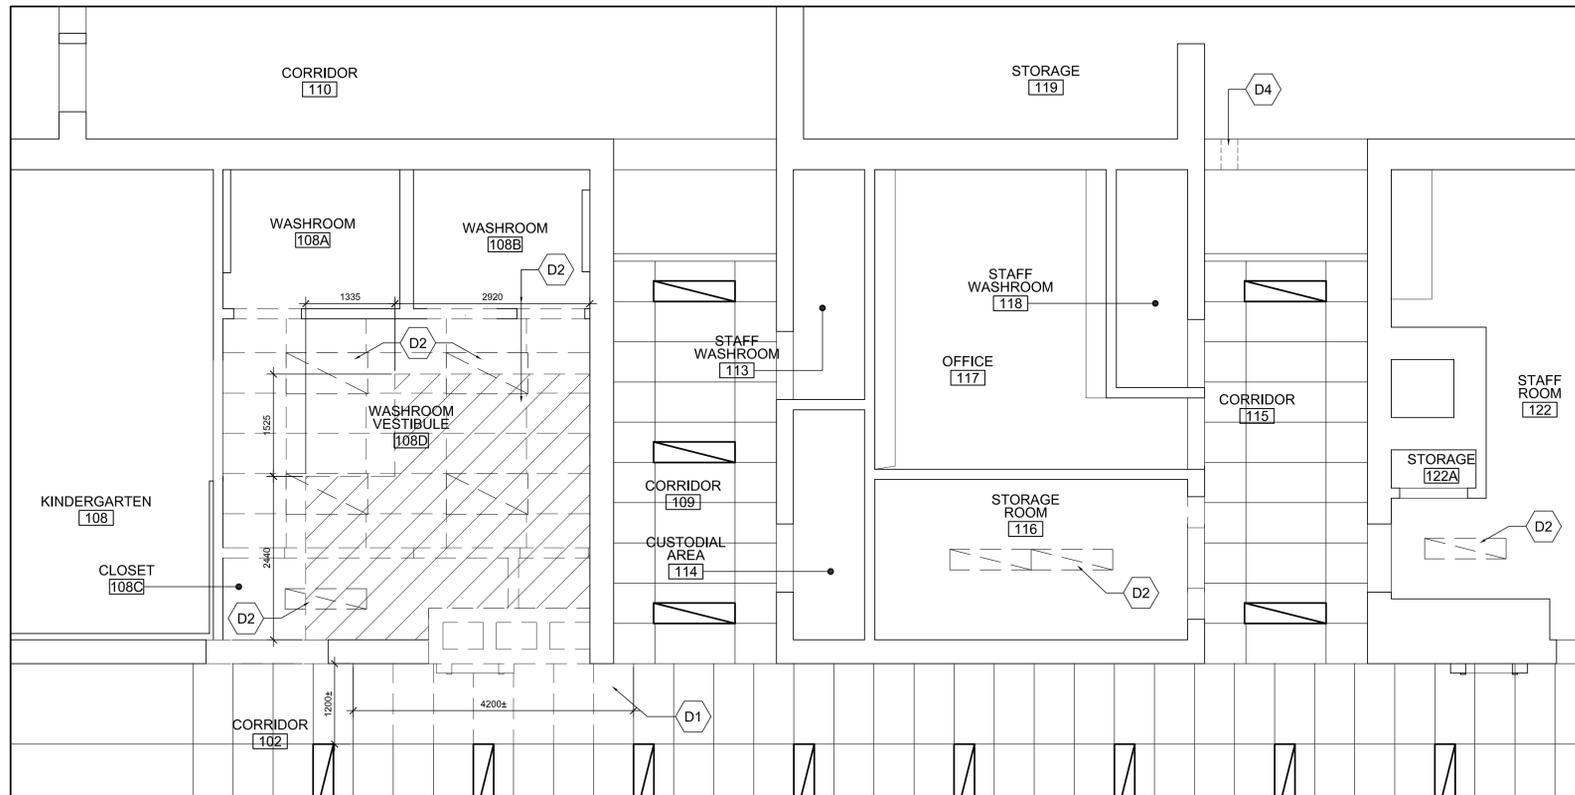 CORRIDOR
110
STORAGE
119
D4
WASHROOM
108A
WASHROOM
108B
D2
1335
2920
STAFF
WASHROOM
118
STAFF
WASHROOM
113
D2
OFFICE
117
STAFF
ROOM
122
CORRIDOR
115
WASHROOM
VESTIBULE
108D
1525
STORAGE
122A
KINDERGARTEN
108
CORRIDOR
109
STORAGE
ROOM
116
D2
CUSTODIAL
AREA
114
2440
CLOSET
108C
D2
D2
1200±
4200±
D1
CORRIDOR
102